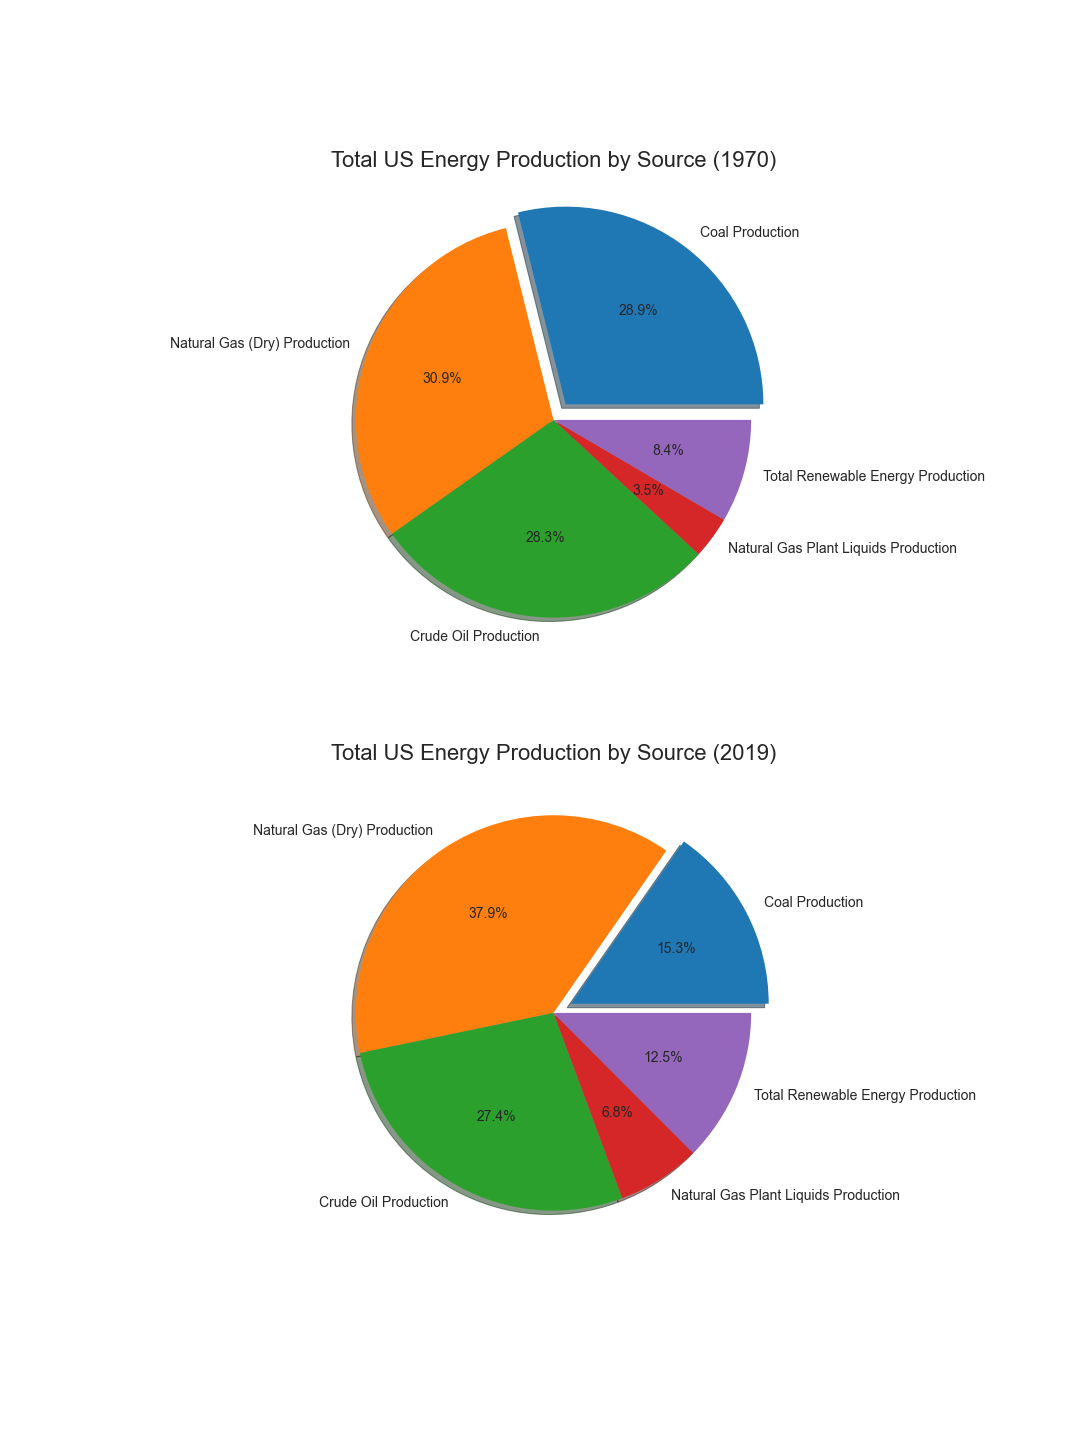 Total US Energy Production by Source (1970)
Coal Production
28.9%
Natural Gas (Dry) Production
30.9%
8.4%
Total Renewable Energy Production
3.5%
28.3%
Natural Gas Plant Liquids Production
Crude Oil Production
Total US Energy Production by Source (2019)
Natural Gas (Dry) Production
Coal Production
37.9%
15.3%
12.5%
Total Renewable Energy Production
6.8%
27.4%
Natural Gas Plant Liquids Production
Crude Oil Production